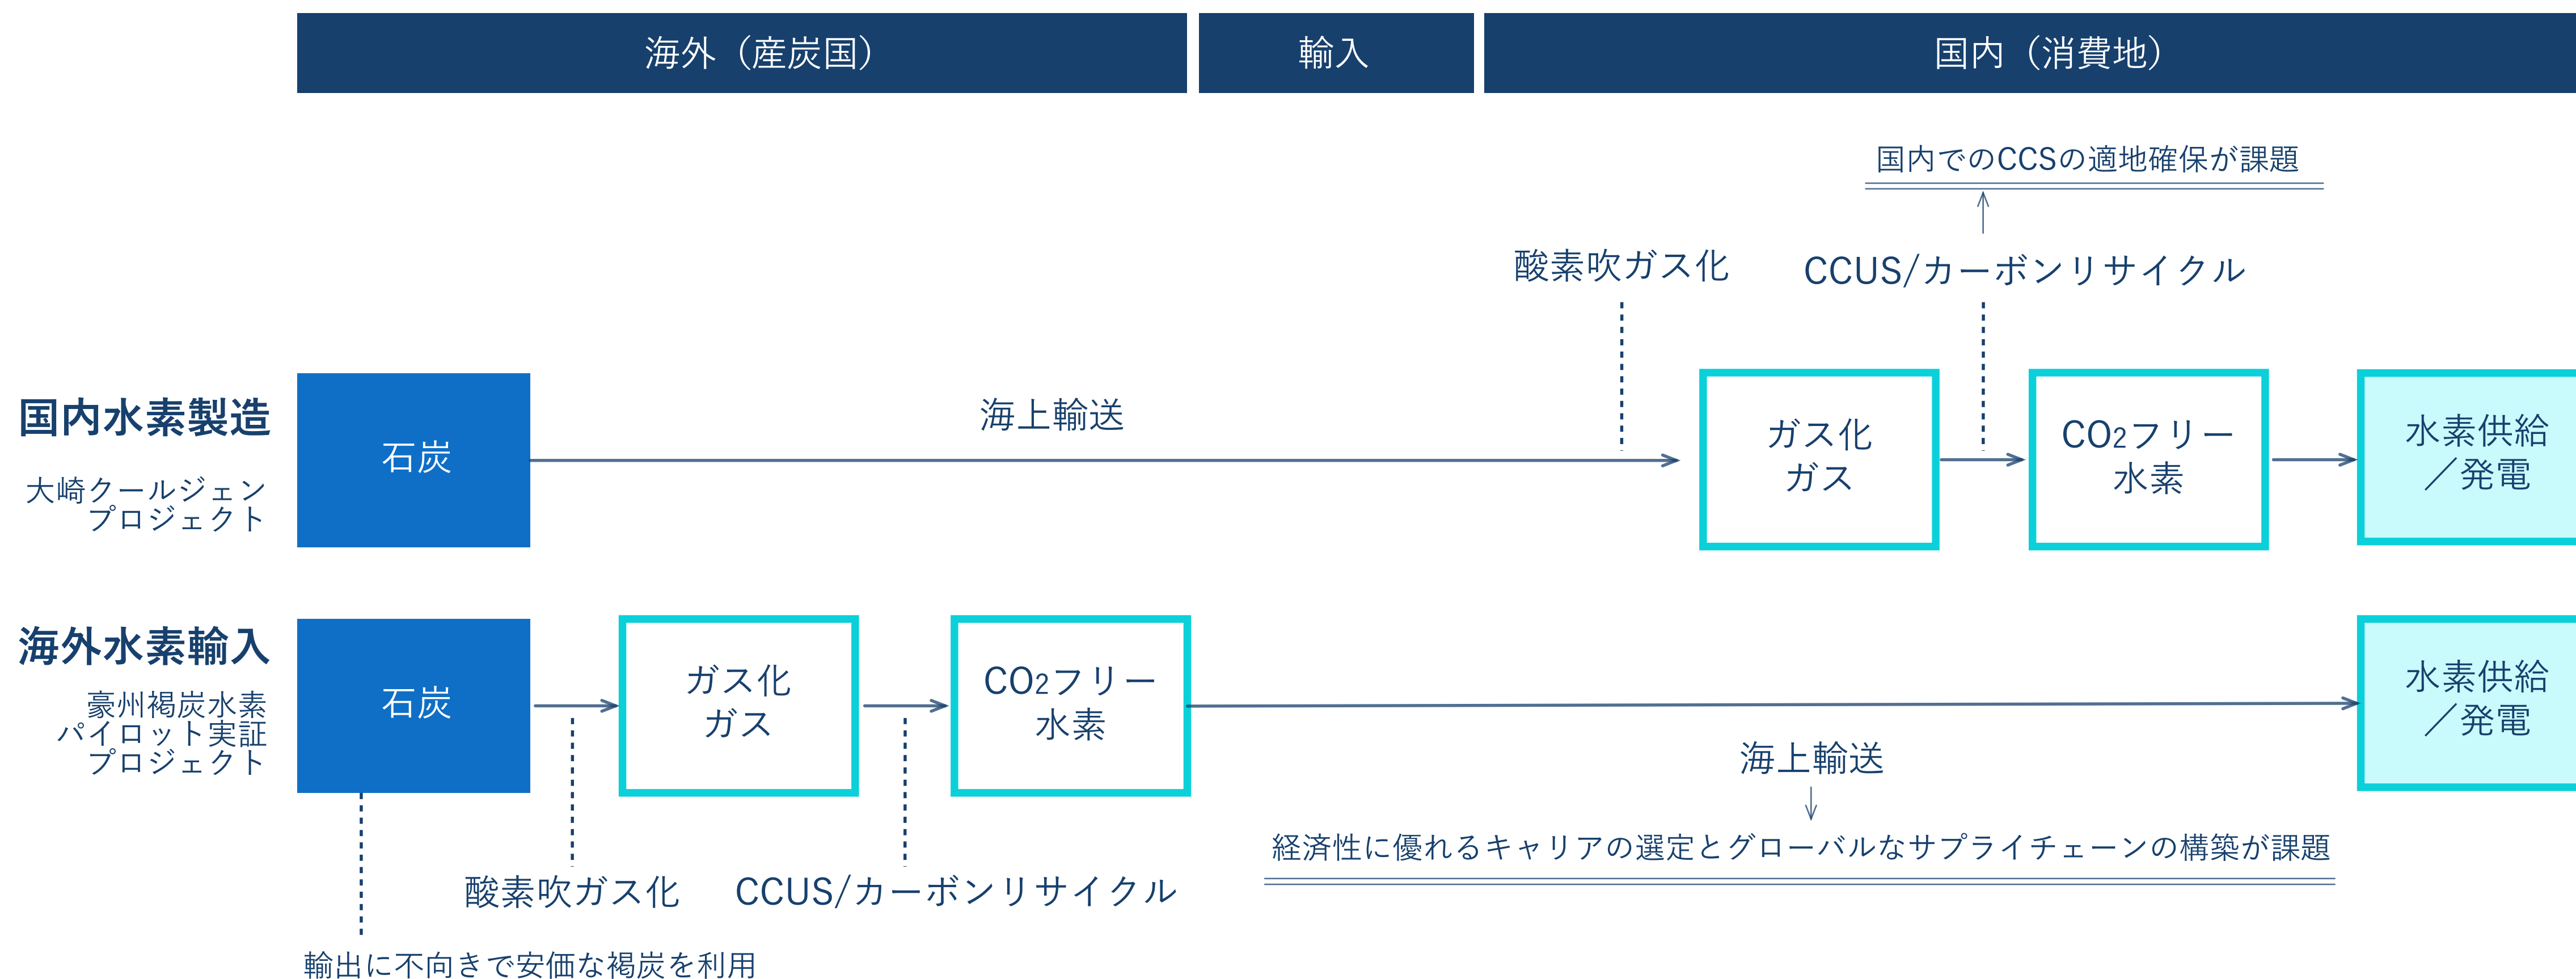 海外（産炭国）
輸入
国内（消費地）
国内でのCCSの適地確保が課題
酸素吹ガス化
CCUS/カーボンリサイクル
国内水素製造
大崎クールジェン
プロジェクト
石炭
海上輸送
ガス化
ガス
CO2フリー
水素
水素供給
／発電
海外水素輸入
豪州褐炭水素
パイロット実証
プロジェクト
石炭
ガス化
ガス
CO2フリー
水素
水素供給
／発電
海上輸送
経済性に優れるキャリアの選定とグローバルなサプライチェーンの構築が課題
酸素吹ガス化
CCUS/カーボンリサイクル
輸出に不向きで安価な褐炭を利用